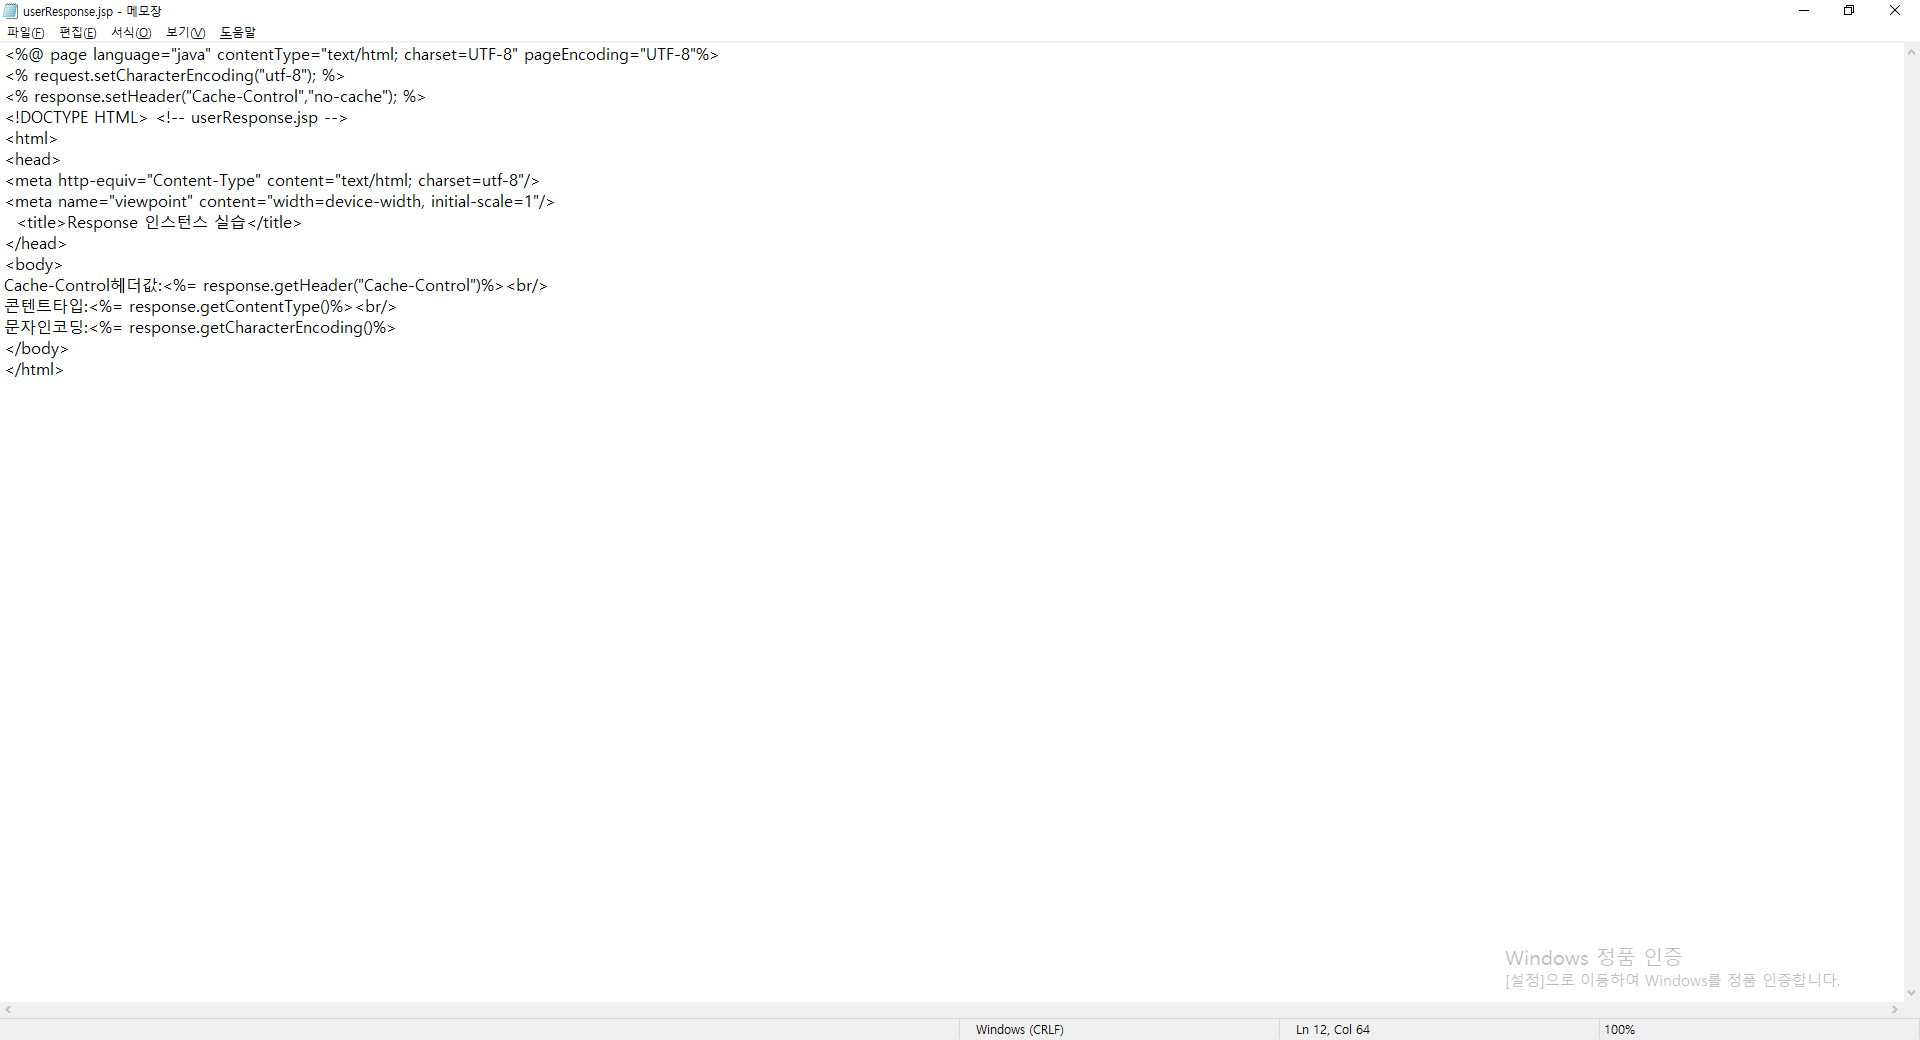 userResponse.jsp - 메모장
파일(F) 편집(E) 서식(O) 보기(V) 도움말
<%@ page language="java" contentType="text/html; charset=UTF-8" pageEncoding="UTF-8"%>
<% request.setCharacterEncoding("utf-8"); %>
<% response.setHeader("Cache-Control","no-cache"); %>
<!DOCTYPE HTML> <!-- userResponse.jsp -->
<html>
<head>
<meta http-equiv="Content-Type" content="text/html; charset=utf-8"/>
<meta name="viewpoint" content="width=device-width, initial-scale=1"/>
<title>Response 인스턴스 실습</title>
</head>
<body>
Cache-Control헤더값:<%= response.getHeader("Cache-Control")%><br/>
콘텐트타입:<%= response.getContentType()%><br/>
문자인코딩:<%= response.getCharacterEncoding()%>
</body>
</html>
Windows 정품 인증
[설정]으로 이동하여 Windows를 정품 인증합니다.
Windows (CRLF) Ln 12, Col 64 100%